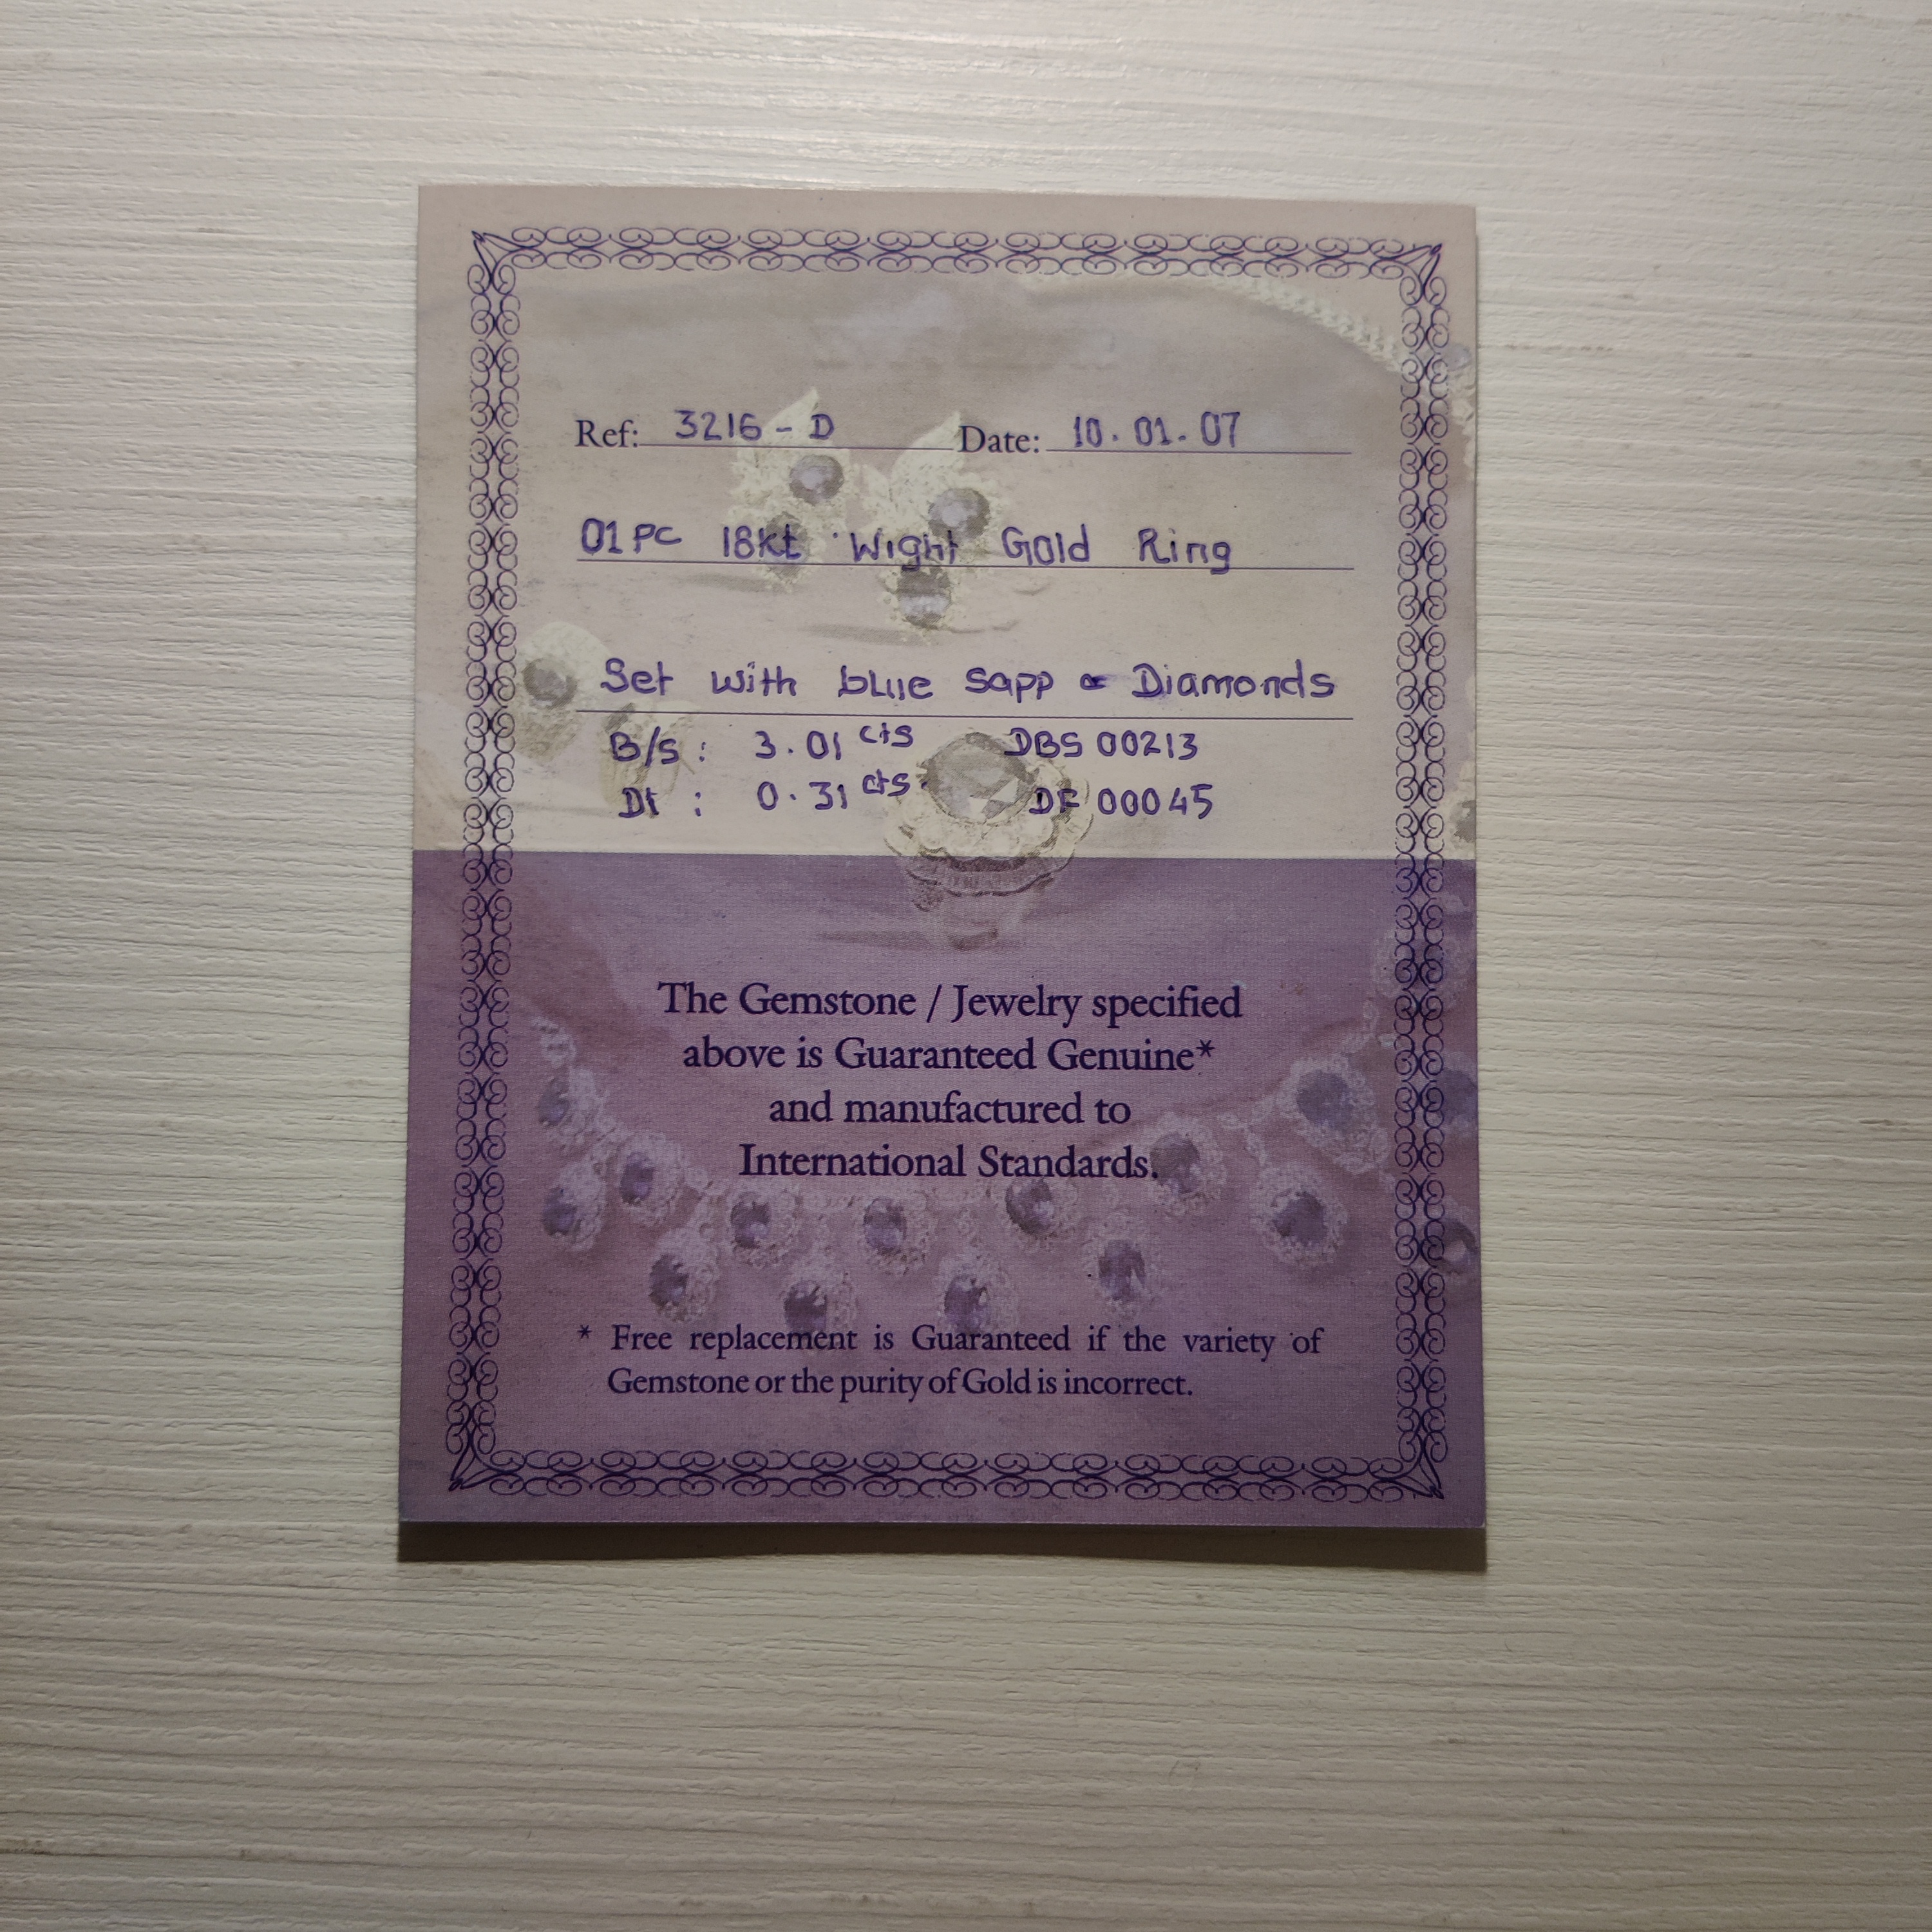 Ref: 3216 - D Date: 10.01.07
01 PC 18kt Wight Gold Ring
Set with blue sapp & Diamonds
B/s : 3.01 cts DBS 00213
Dt : 0.31 cts DF 00045
The Gemstone / Jewelry specified
above is Guaranteed Genuine*
and manufactured to
International Standards.
* Free replacement is Guaranteed if the variety of
Gemstone or the purity of Gold is incorrect.